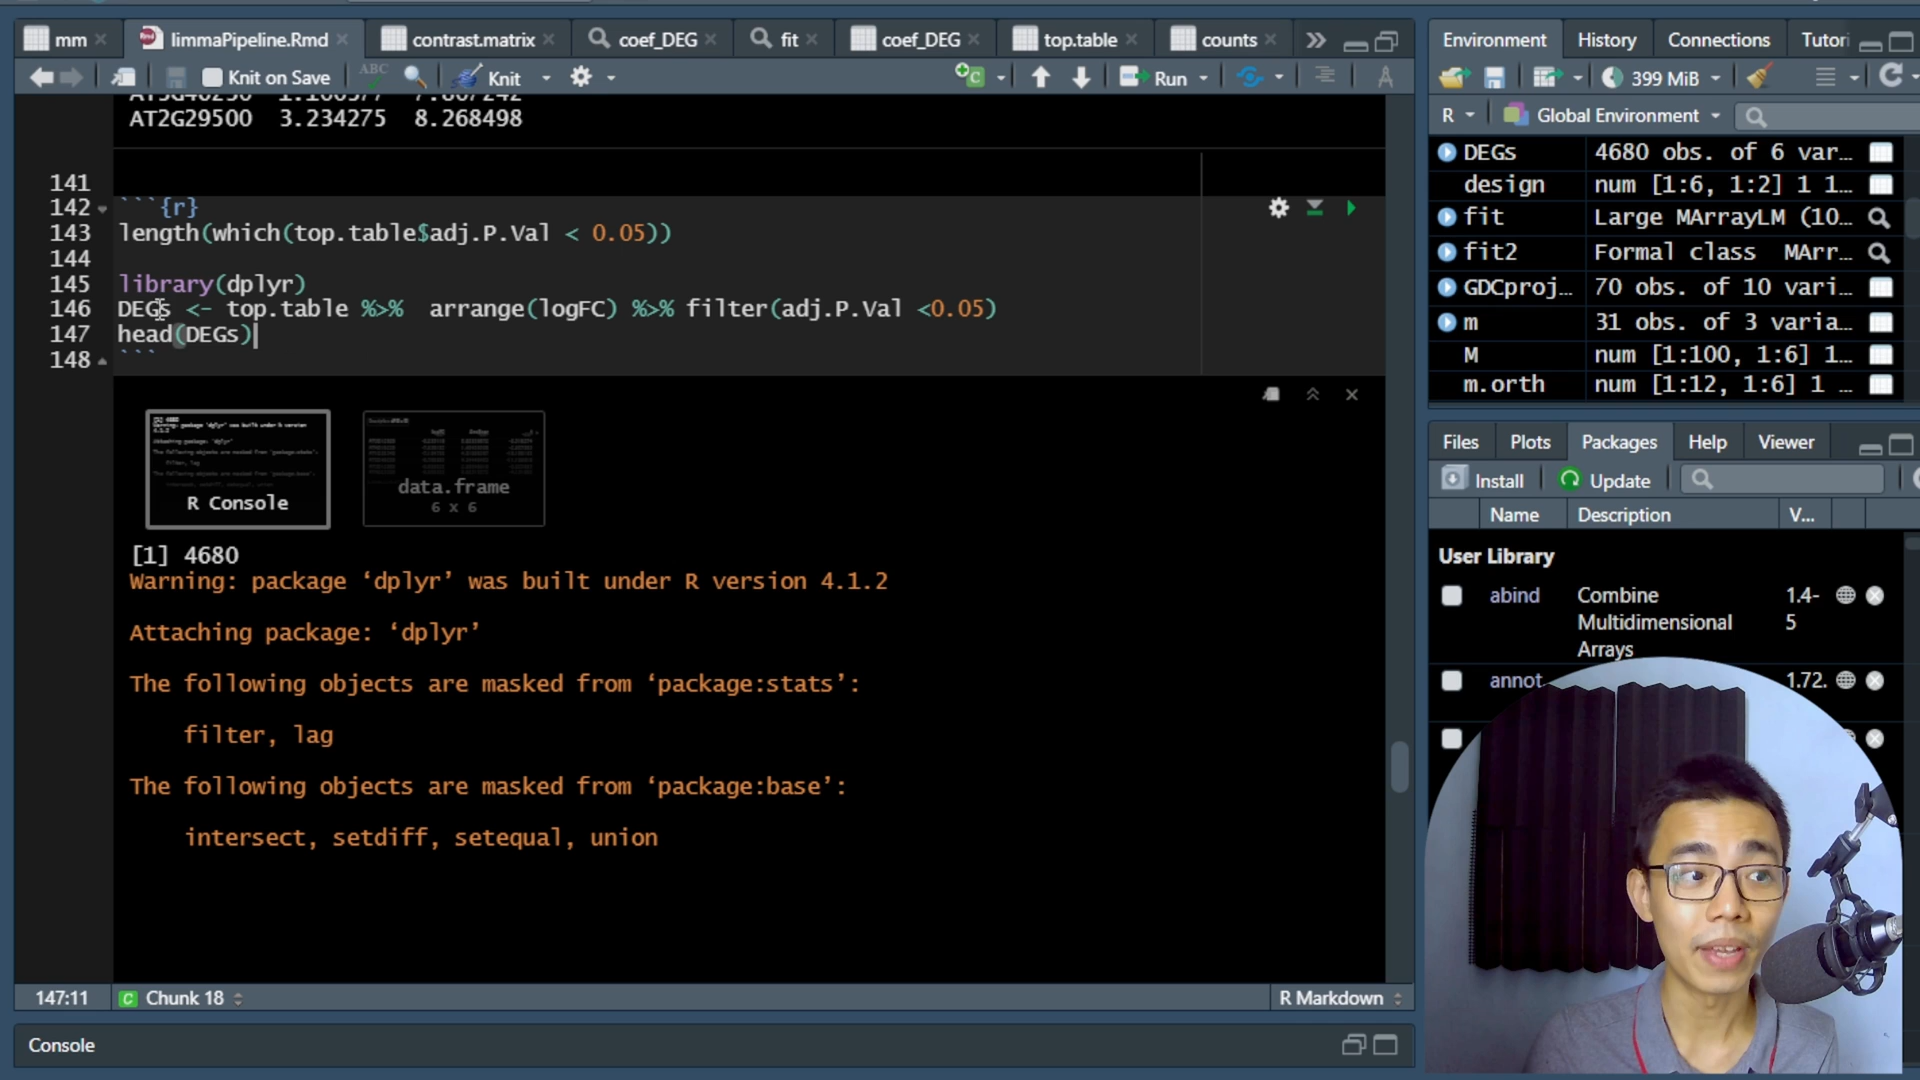 mm
limmaPipeline.Rmd
contrast.matrix
coef_DEG
fit
coef_DEG
top.table
counts
Knit on Save
ABC
Knit
Run
AT2G29500 3.234275 8.268498
141
142 ```{r}
143 length(which(top.table$adj.P.Val < 0.05))
144
145 library(dplyr)
146 DEGs <- top.table %>% arrange(logFC) %>% filter(adj.P.Val <0.05)
147 head(DEGs)
148 ```
R Console
data.frame
6 x 6
[1] 4680
Warning: package ‘dplyr’ was built under R version 4.1.2
Attaching package: ‘dplyr’
The following objects are masked from ‘package:stats’:
filter, lag
The following objects are masked from ‘package:base’:
intersect, setdiff, setequal, union
147:11
C Chunk 18
R Markdown
Console
Environment History Connections Tutori
399 MiB
R Global Environment
DEGs 4680 obs. of 6 var…
design num [1:6, 1:2] 1 1…
fit Large MArrayLM (10…
fit2 Formal class MArr…
GDCproj… 70 obs. of 10 vari…
m 31 obs. of 3 varia…
M num [1:100, 1:6] 1…
m.orth num [1:12, 1:6] 1 …
Files Plots Packages Help Viewer
Install Update
Name Description V...
User Library
abind Combine Multidimensional Arrays 1.4-5
annot 1.72.